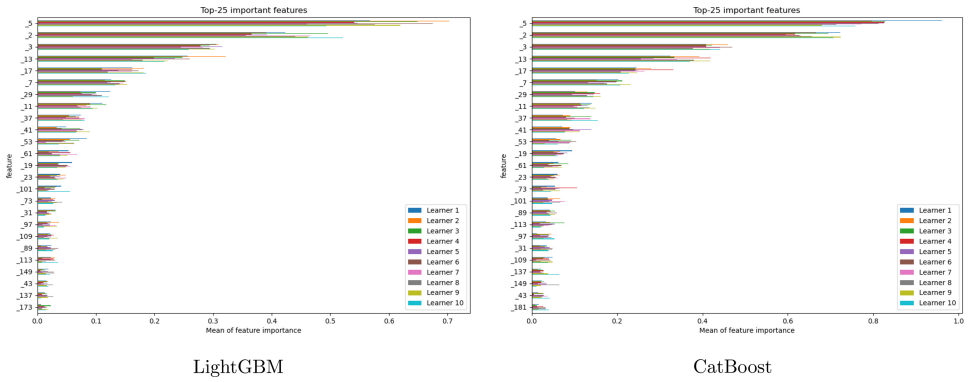 Top-25 important features
_5
_2
_3
_13
_17
_7
_29
_11
_37
_41
_53
_61
_19
_23
_101
_73
_31
_97
_109
_89
_113
_149
_43
_137
_173
feature
0.0 0.1 0.2 0.3 0.4 0.5 0.6 0.7
Mean of feature importance
Learner 1
Learner 2
Learner 3
Learner 4
Learner 5
Learner 6
Learner 7
Learner 8
Learner 9
Learner 10
LightGBM
Top-25 important features
_5
_2
_3
_13
_17
_7
_29
_11
_37
_41
_53
_19
_61
_23
_73
_101
_89
_113
_97
_31
_109
_137
_149
_43
_181
feature
0.0 0.2 0.4 0.6 0.8 1.0
Mean of feature importance
Learner 1
Learner 2
Learner 3
Learner 4
Learner 5
Learner 6
Learner 7
Learner 8
Learner 9
Learner 10
CatBoost